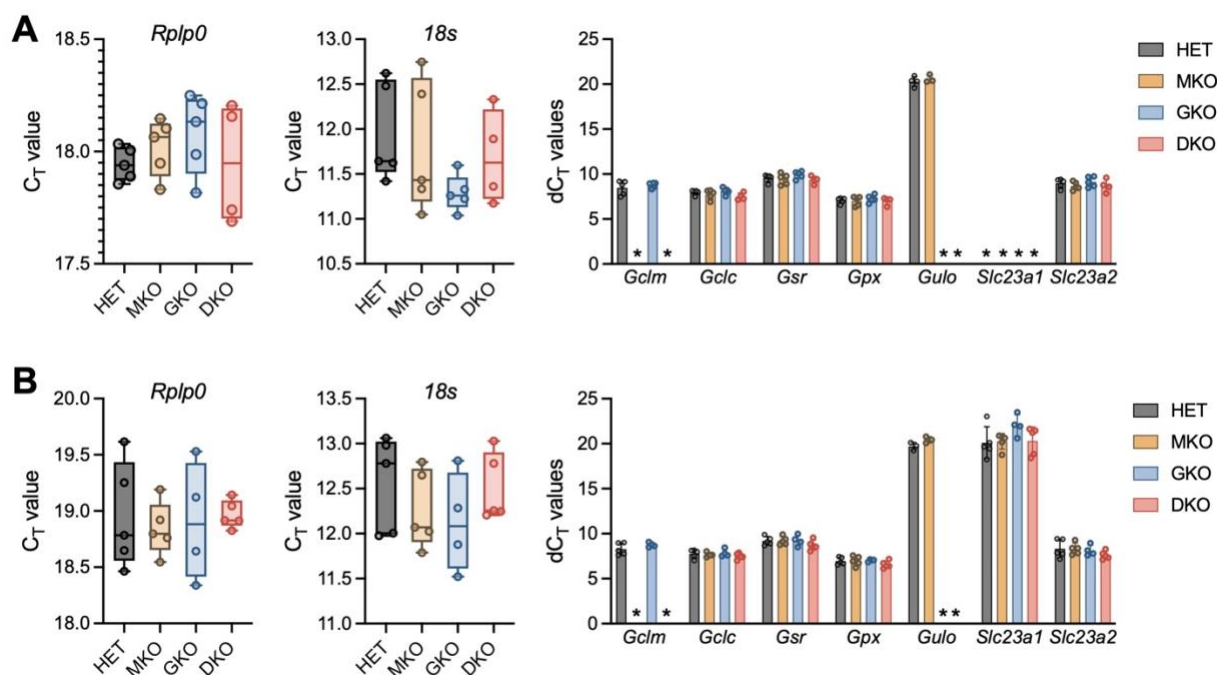 A
Rplp0
18.5
18.0
17.5
CT value
HET
MKO
GKO
DKO
18s
13.0
12.5
12.0
11.5
11.0
10.5
CT value
HET
MKO
GKO
DKO
25
20
15
10
5
0
dCT value
* * * * * * * *
Gclm Gclc Gsr Gpx Gulo Slc23a1 Slc23a2
HET
MKO
GKO
DKO
B
Rplp0
20.0
19.5
19.0
18.5
18.0
CT value
HET
MKO
GKO
DKO
18s
13.5
13.0
12.5
12.0
11.5
11.0
CT value
HET
MKO
GKO
DKO
25
20
15
10
5
0
dCT value
* * * *
Gclm Gclc Gsr Gpx Gulo Slc23a1 Slc23a2
HET
MKO
GKO
DKO